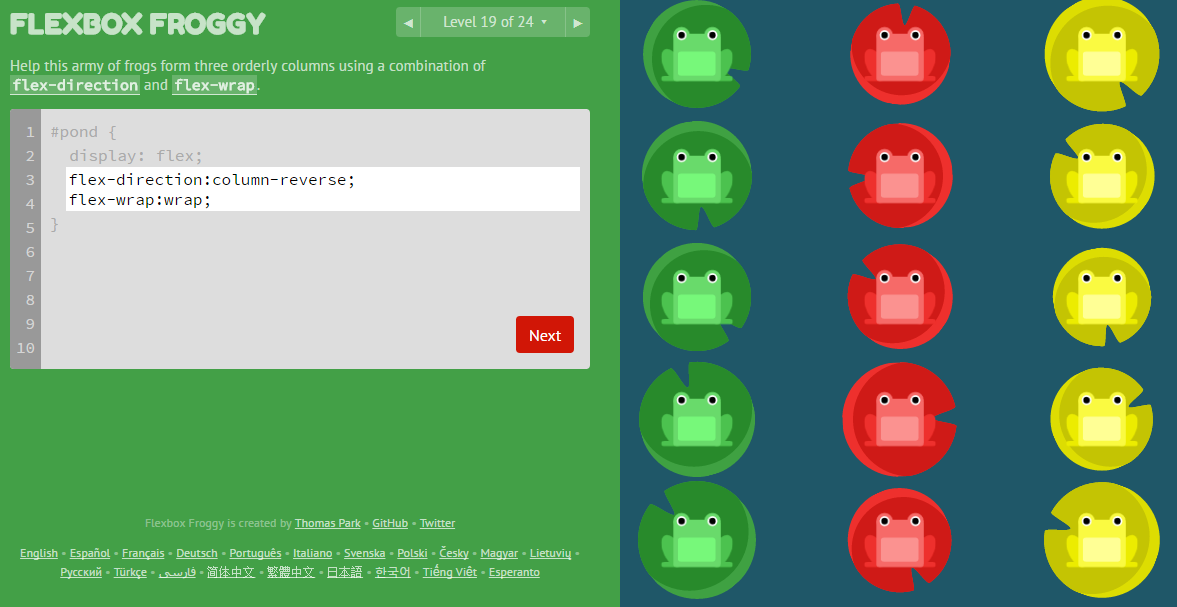 FLEXBOX FROGGY
◀ Level 19 of 24 ▾ ▶
Help this army of frogs form three orderly columns using a combination of
flex-direction and flex-wrap.
1 #pond {
2 display: flex;
3 flex-direction:column-reverse;
4 flex-wrap:wrap;
5 }
6
7
8
9
10
Next
Flexbox Froggy is created by Thomas Park • GitHub • Twitter
English • Español • Français • Deutsch • Português • Italiano • Svenska • Polski • Česky • Magyar • Lietuvių •
Русский • Türkçe • فارسی • 简体中文 • 繁體中文 • 日本語 • 한국어 • Tiếng Việt • Esperanto